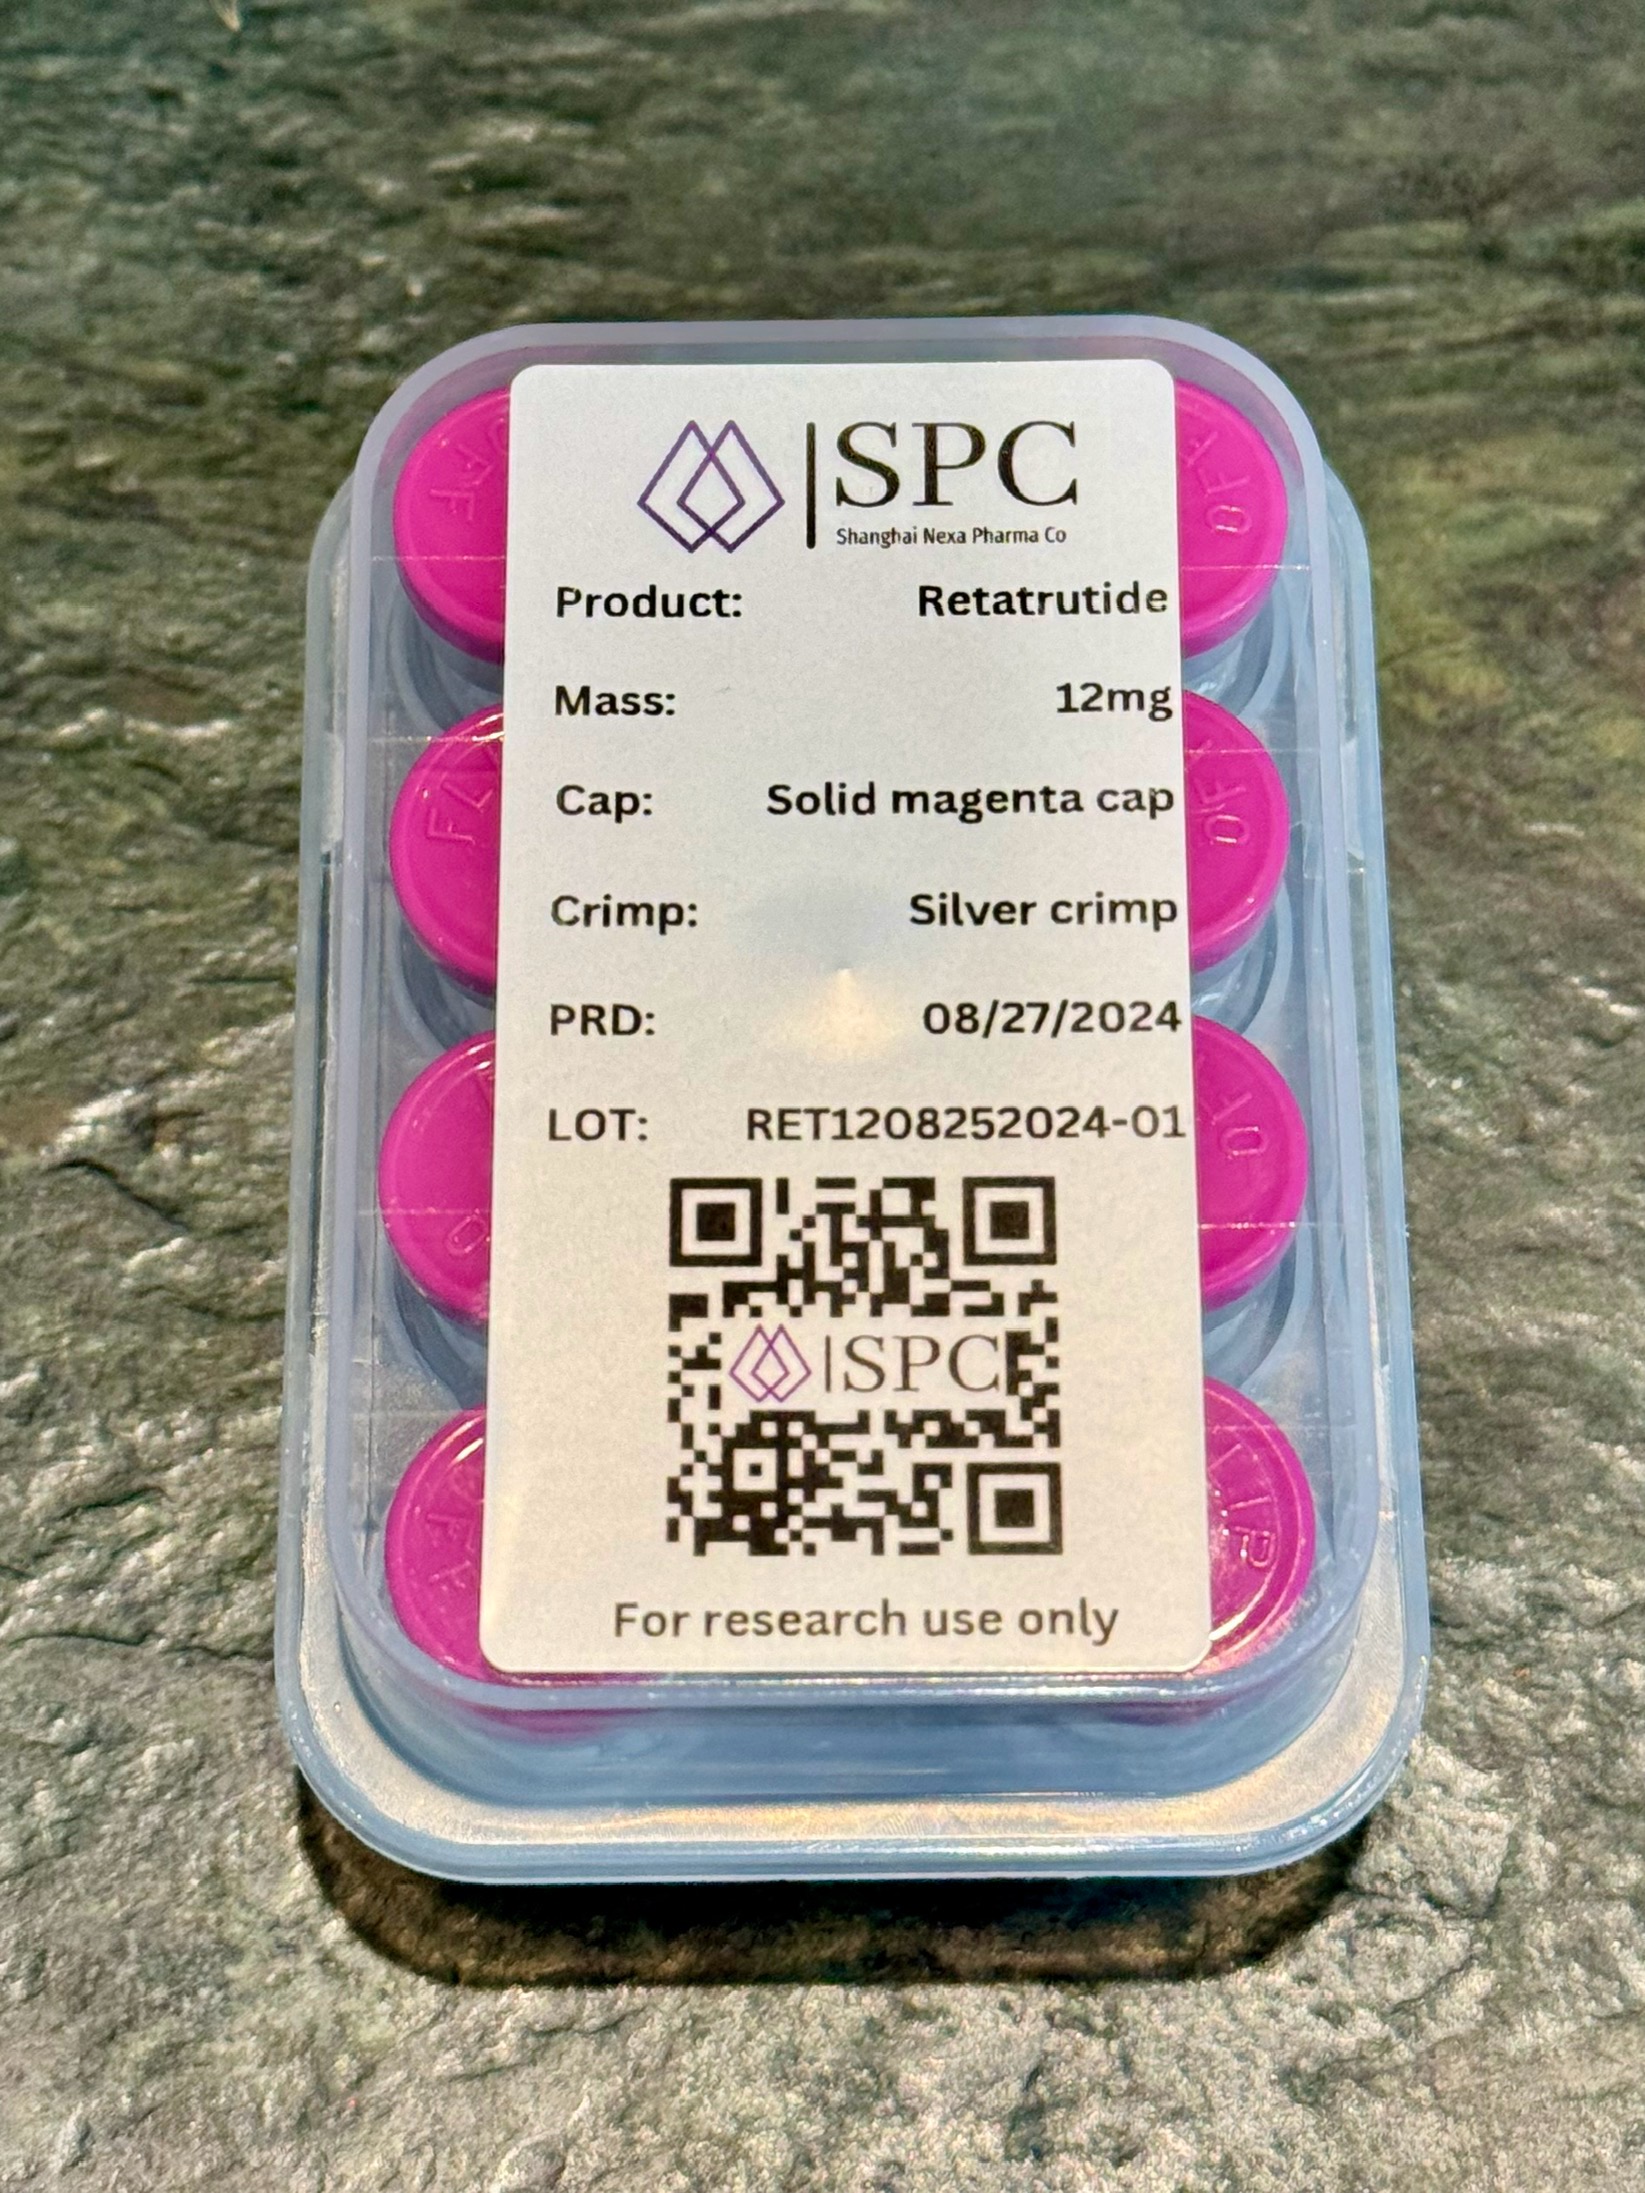 SPC
Shanghai Nexa Pharma Co
Product: Retatrutide
Mass: 12mg
Cap: Solid magenta cap
Crimp: Silver crimp
PRD: 08/27/2024
LOT: RET1208252024-01
SPC
For research use only